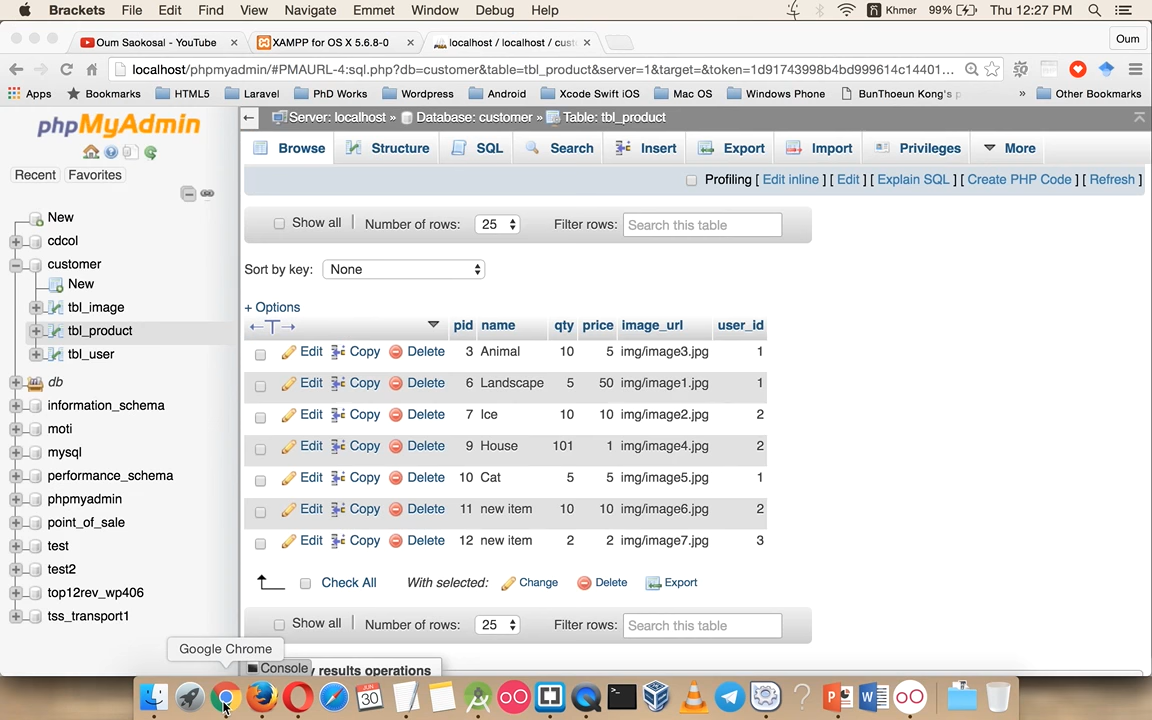 Brackets File Edit Find View Navigate Emmet Window Debug Help Khmer 99% Thu 12:27 PM
Oum Saokosal - YouTube XAMPP for OS X 5.6.8-0 localhost / localhost / cust Oum
localhost/phpmyadmin/#PMAURL-4:sql.php?db=customer&table=tbl_product&server=1&target=&token=1d91743998b4bd999614c14401...
Apps Bookmarks HTML5 Laravel PhD Works Wordpress Android Xcode Swift iOS Mac OS Windows Phone BunThoeun Kong's p » Other Bookmarks
phpMyAdmin
Recent Favorites
New
cdcol
customer
New
tbl_image
tbl_product
tbl_user
db
information_schema
moti
mysql
performance_schema
phpmyadmin
point_of_sale
test
test2
top12rev_wp406
tss_transport1
Server: localhost » Database: customer » Table: tbl_product
Browse Structure SQL Search Insert Export Import Privileges More
Profiling [ Edit inline ] [ Edit ] [ Explain SQL ] [ Create PHP Code ] [ Refresh ]
Show all Number of rows: 25 Filter rows: Search this table
Sort by key: None
+ Options
←T→ pid name qty price image_url user_id
Edit Copy Delete 3 Animal 10 5 img/image3.jpg 1
Edit Copy Delete 6 Landscape 5 50 img/image1.jpg 1
Edit Copy Delete 7 Ice 10 10 img/image2.jpg 2
Edit Copy Delete 9 House 101 1 img/image4.jpg 2
Edit Copy Delete 10 Cat 5 5 img/image5.jpg 1
Edit Copy Delete 11 new item 10 10 img/image6.jpg 2
Edit Copy Delete 12 new item 2 2 img/image7.jpg 3
Check All With selected: Change Delete Export
Show all Number of rows: 25 Filter rows: Search this table
Google Chrome
Console y results operations
JUN 30